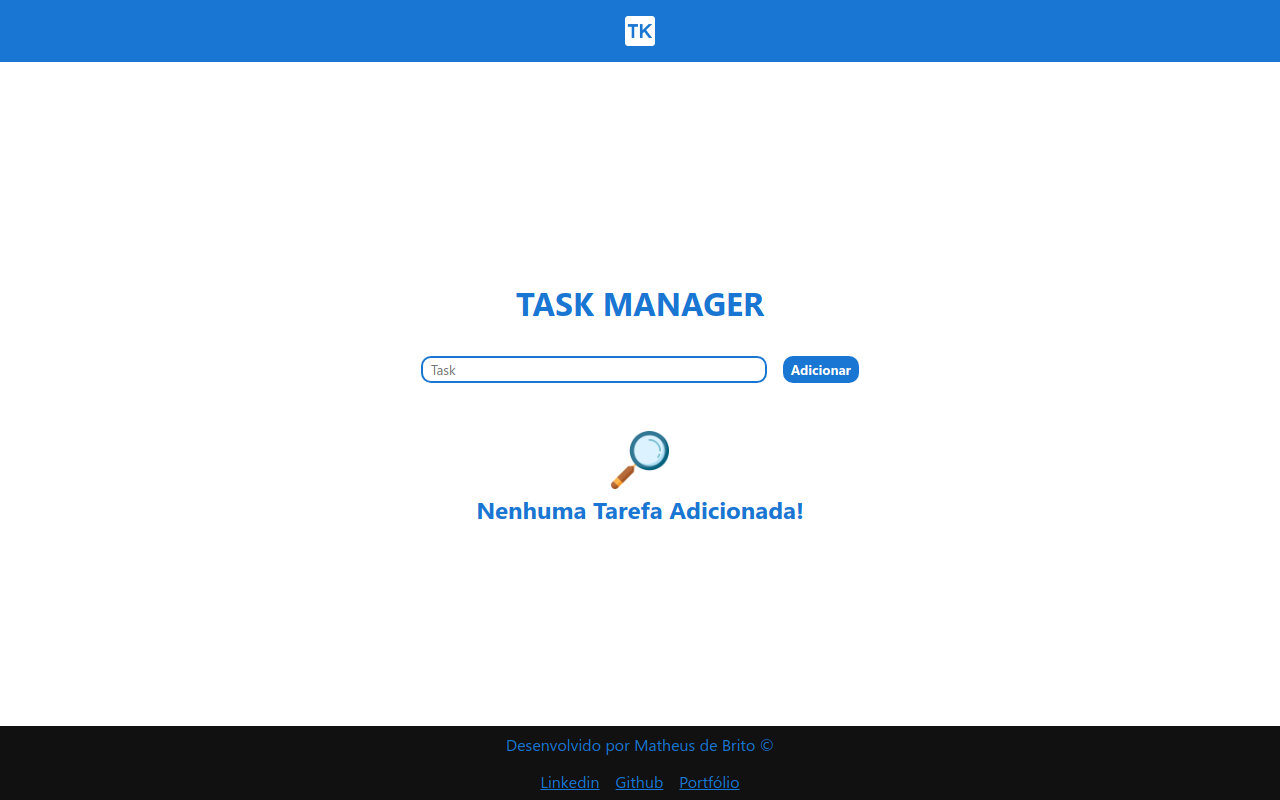 TK
TASK MANAGER
Task
Adicionar
Nenhuma Tarefa Adicionada!
Desenvolvido por Matheus de Brito ©
Linkedin Github Portfólio